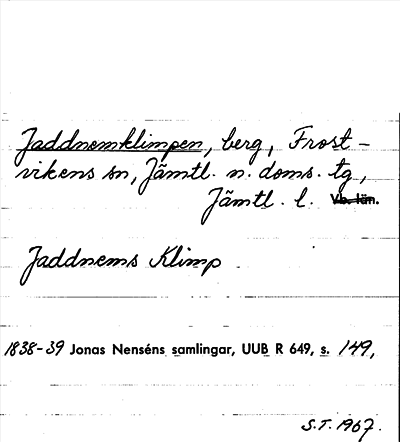 Jaddnemklimpen, berg, Frost-
vikens sn, Jämtl. n. doms. tg,
Jämtl. l. Vb. län.
Jaddnems Klimp
1838-39 Jonas Nenséns samlingar, UUB R 649, s. 149,
S.T. 1967.